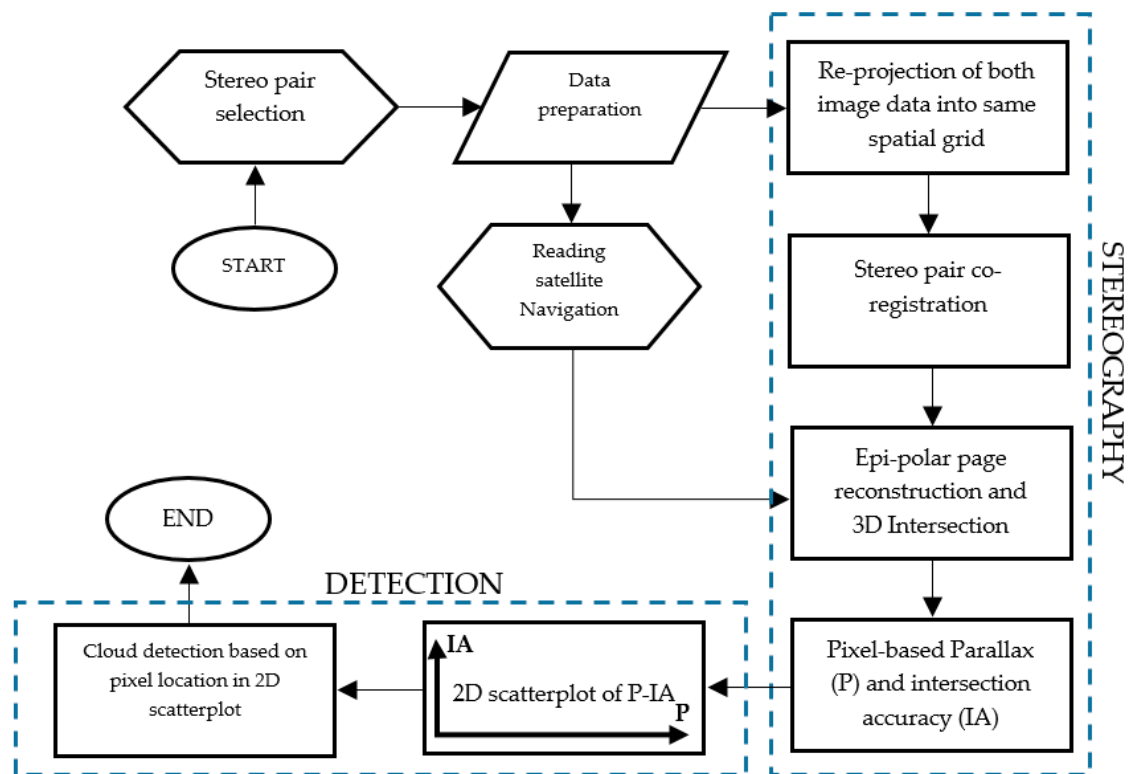 START
Stereo pair
selection
Data
preparation
Reading
satellite
Navigation
Re-projection of both
image data into same
spatial grid
Stereo pair co-
registration
Epi-polar page
reconstruction and
3D Intersection
Pixel-based Parallax
(P) and intersection
accuracy (IA)
STEREOGRAPHY
DETECTION
IA
2D scatterplot of P-IA
P
Cloud detection based on
pixel location in 2D
scatterplot
END